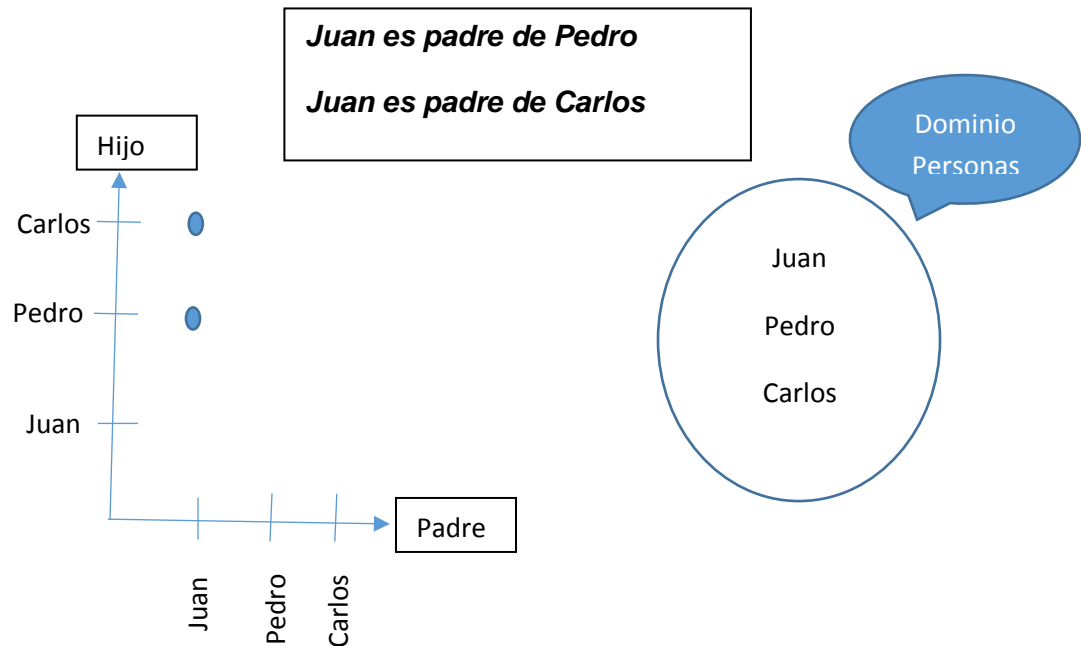 Juan es padre de Pedro
Juan es padre de Carlos
Hijo
Carlos
Pedro
Juan
Padre
Juan
Pedro
Carlos
Dominio
Personas
Juan
Pedro
Carlos